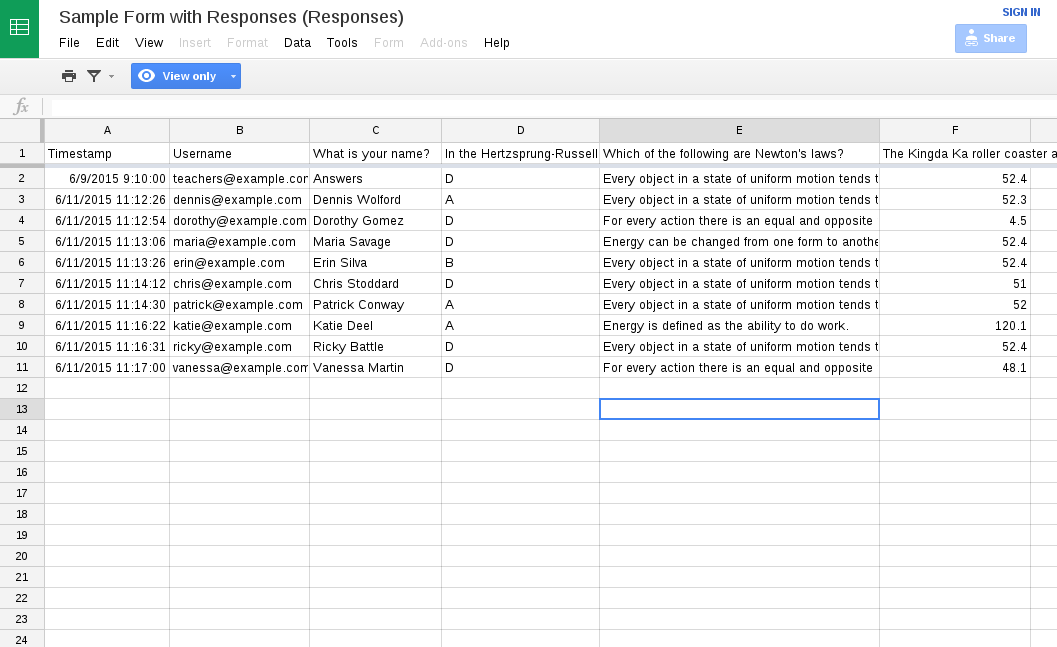 Sample Form with Responses (Responses)
SIGN IN
File Edit View Insert Format Data Tools Form Add-ons Help
Share
View only
fx
A B C D E F
1 Timestamp Username What is your name? In the Hertzsprung-Russell Which of the following are Newton's laws? The Kingda Ka roller coaster a
2 6/9/2015 9:10:00 teachers@example.com Answers D Every object in a state of uniform motion tends t 52.4
3 6/11/2015 11:12:26 dennis@example.com Dennis Wolford A Every object in a state of uniform motion tends t 52.3
4 6/11/2015 11:12:54 dorothy@example.com Dorothy Gomez D For every action there is an equal and opposite 4.5
5 6/11/2015 11:13:06 maria@example.com Maria Savage D Energy can be changed from one form to anothe 52.4
6 6/11/2015 11:13:26 erin@example.com Erin Silva B Every object in a state of uniform motion tends t 52.4
7 6/11/2015 11:14:12 chris@example.com Chris Stoddard D Every object in a state of uniform motion tends t 51
8 6/11/2015 11:14:30 patrick@example.com Patrick Conway A Every object in a state of uniform motion tends t 52
9 6/11/2015 11:16:22 katie@example.com Katie Deel A Energy is defined as the ability to do work. 120.1
10 6/11/2015 11:16:31 ricky@example.com Ricky Battle D Every object in a state of uniform motion tends t 52.4
11 6/11/2015 11:17:00 vanessa@example.com Vanessa Martin D For every action there is an equal and opposite 48.1
12
13
14
15
16
17
18
19
20
21
22
23
24